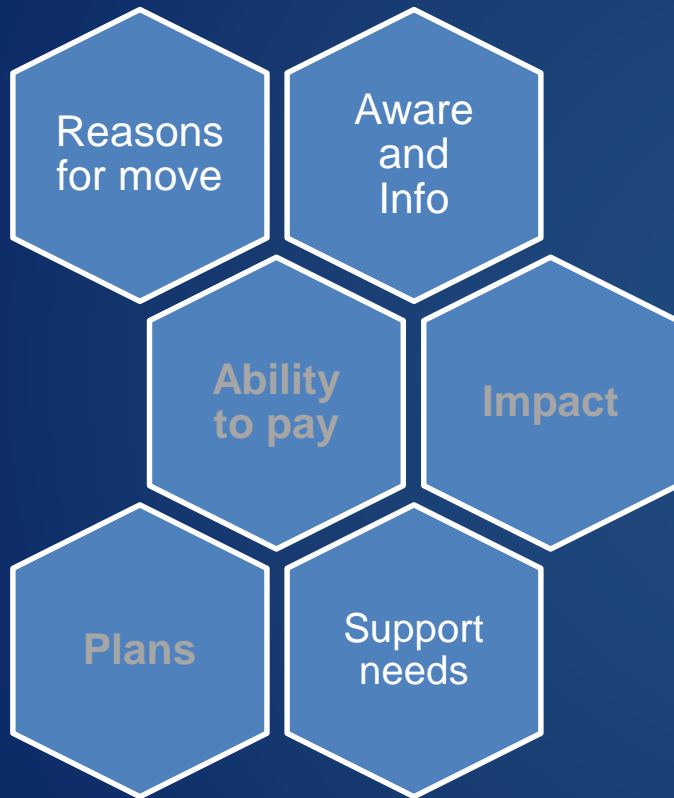 Reasons
for move
Aware
and
Info
Ability
to pay
Impact
Plans
Support
needs